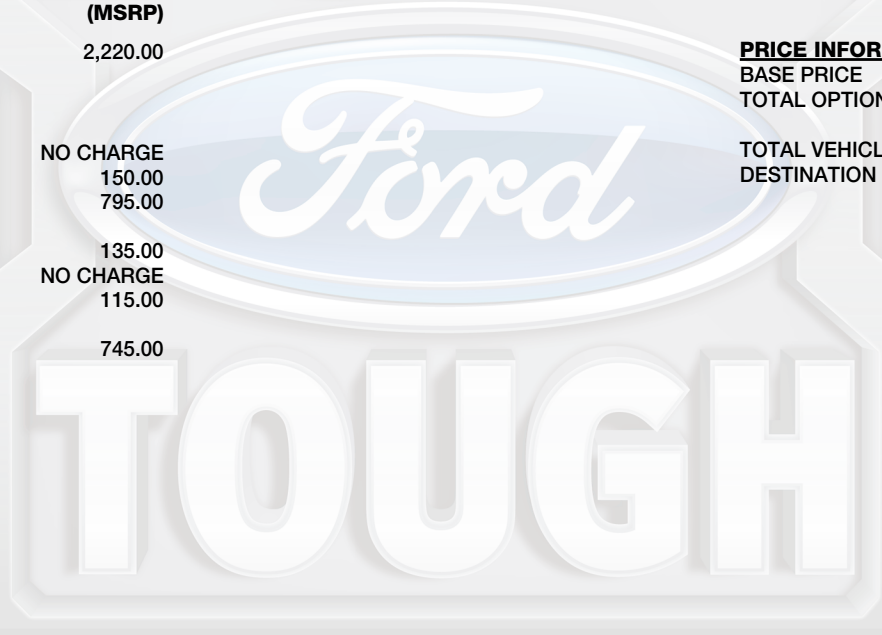 (MSRP)
2,220.00
NO CHARGE
150.00
795.00
135.00
NO CHARGE
115.00
745.00
PRICE INFOR
BASE PRICE
TOTAL OPTION
TOTAL VEHICL
DESTINATION
Ford
TOUGH